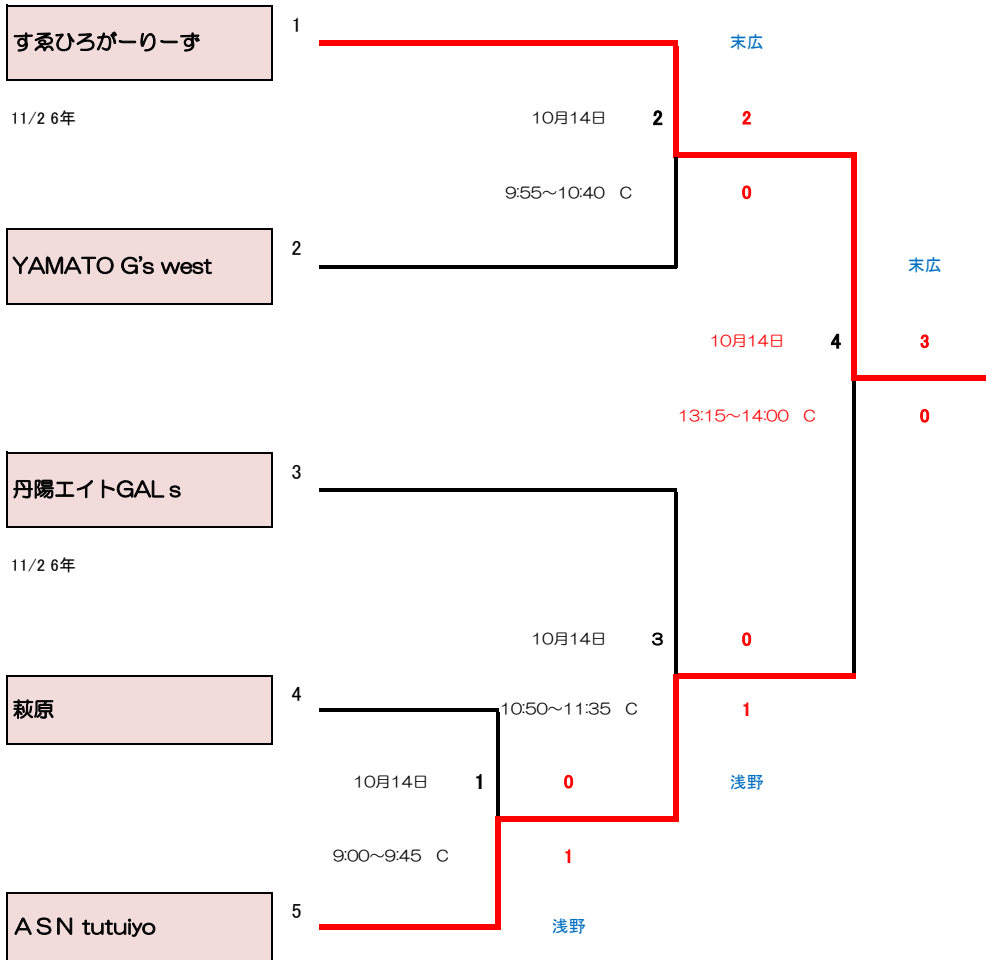 すゑひろがーりーず
1
末広
11/2 6年
10月14日
2
2
9:55～10:40 C
0
YAMATO G's west
2
末広
10月14日
4
3
13:15～14:00 C
0
丹陽エイトGALｓ
3
11/2 6年
10月14日
3
0
萩原
4
10:50～11:35 C
1
10月14日
1
0
浅野
9:00～9:45 C
1
ＡＳＮ tutuiyo
5
浅野